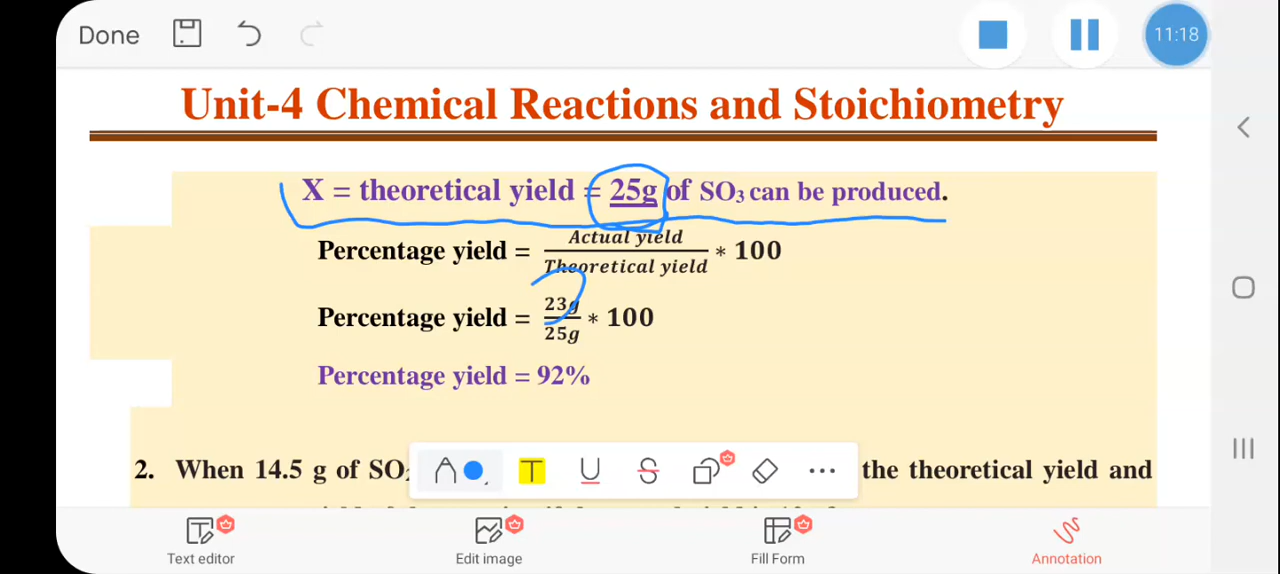 Done
11:18
Unit-4 Chemical Reactions and Stoichiometry
X = theoretical yield = 25g of SO₃ can be produced.
Percentage yield = Actual yield / Theoretical yield * 100
Percentage yield = 23g / 25g * 100
Percentage yield = 92%
2. When 14.5 g of SO₂ the theoretical yield and
T U S
Text editor
Edit image
Fill Form
Annotation